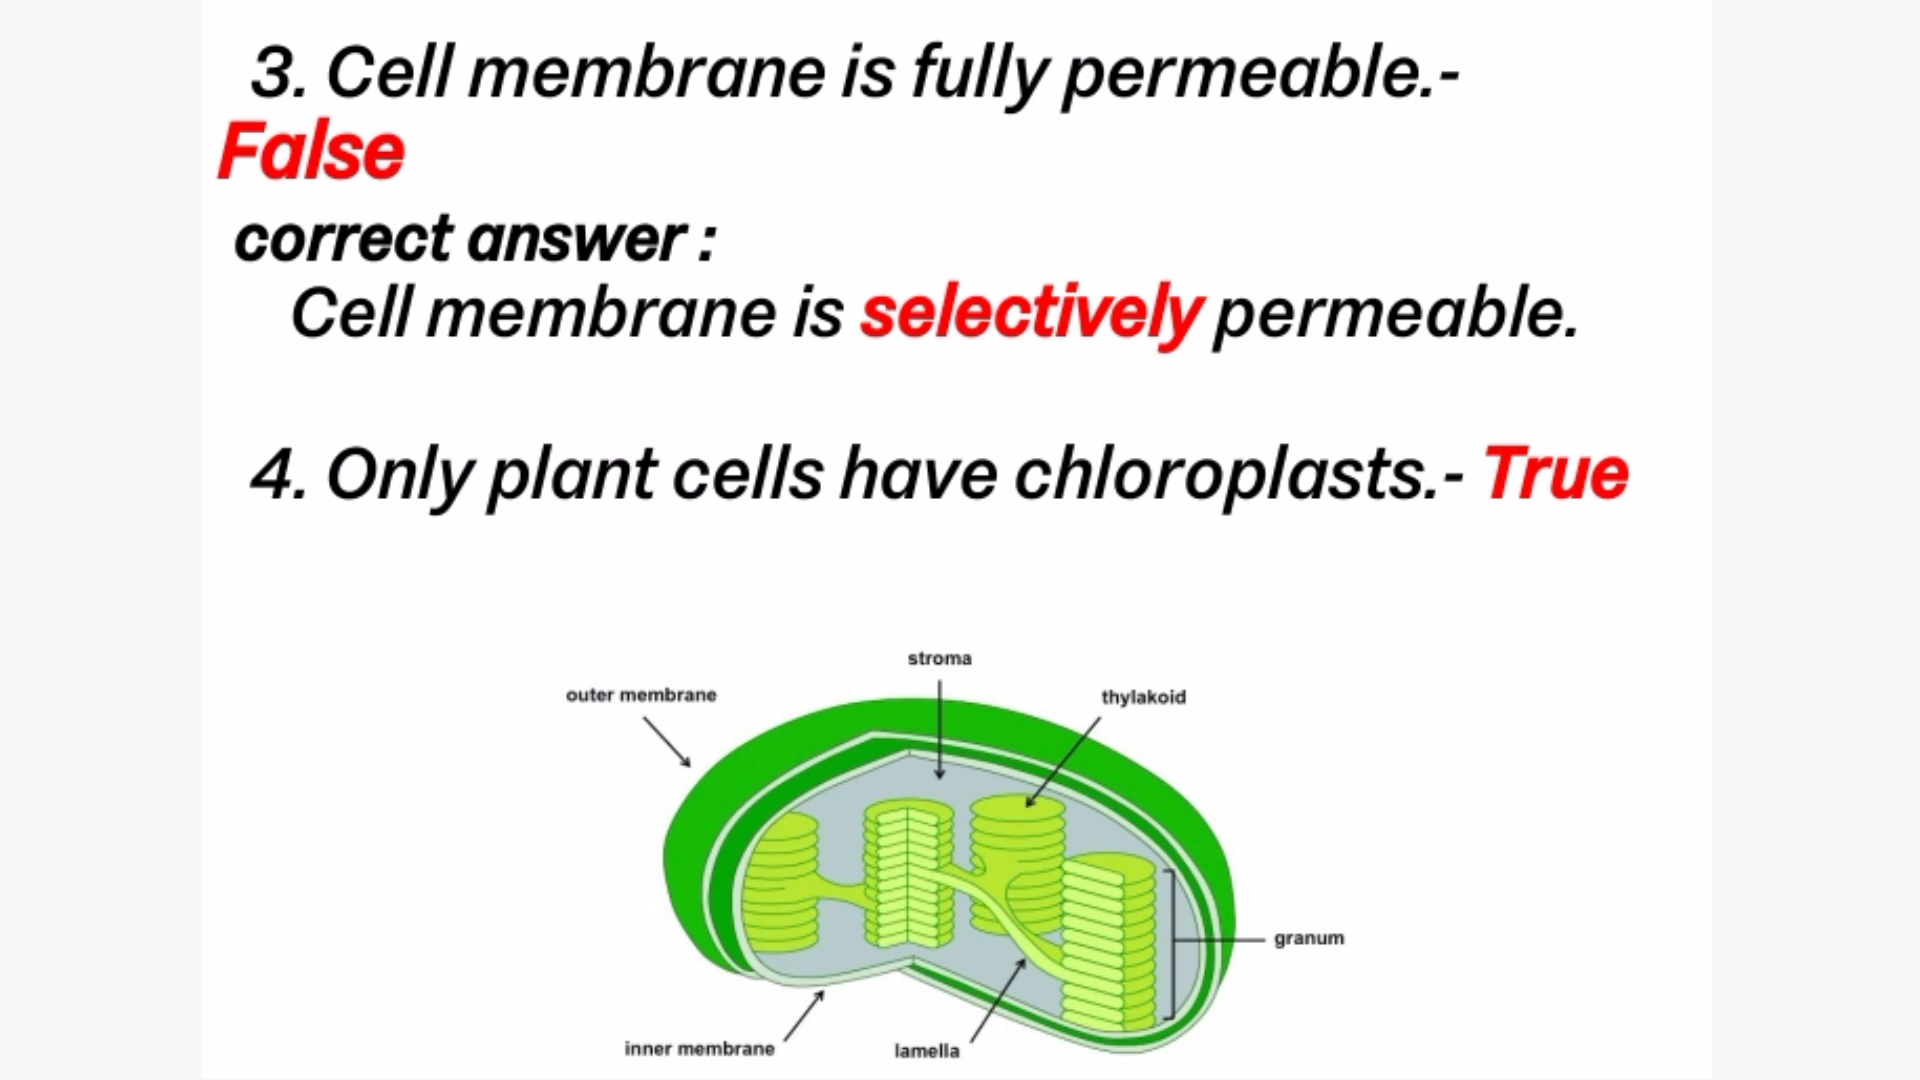 3. Cell membrane is fully permeable.-
False
correct answer :
Cell membrane is selectively permeable.
4. Only plant cells have chloroplasts.- True
stroma
outer membrane
thylakoid
granum
inner membrane
lamella